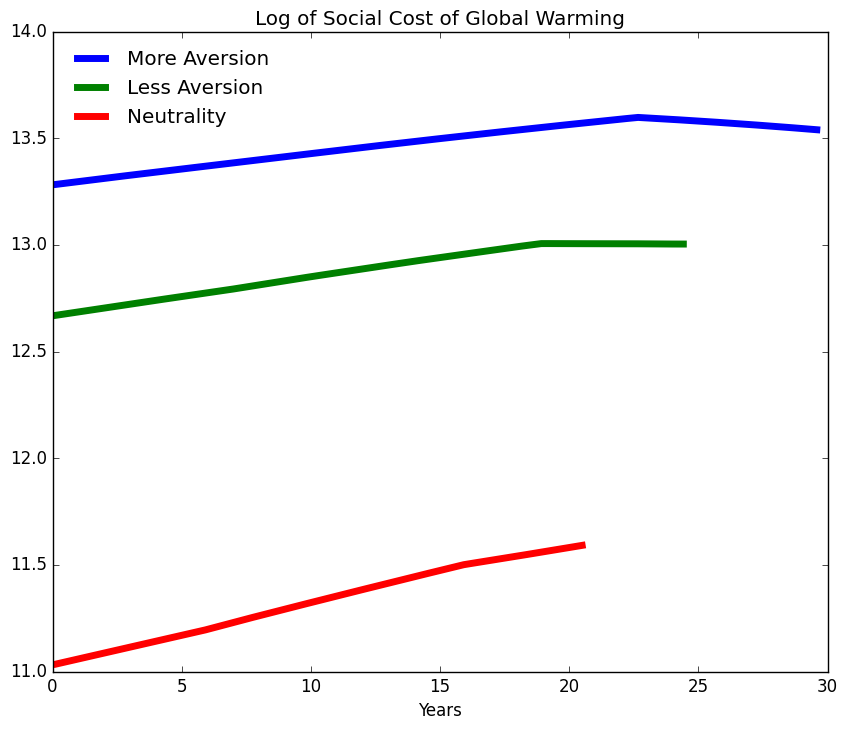 Log of Social Cost of Global Warming
14.0
More Aversion
Less Aversion
Neutrality
13.5
13.0
12.5
12.0
11.5
11.0
0 5 10 15 20 25 30
Years